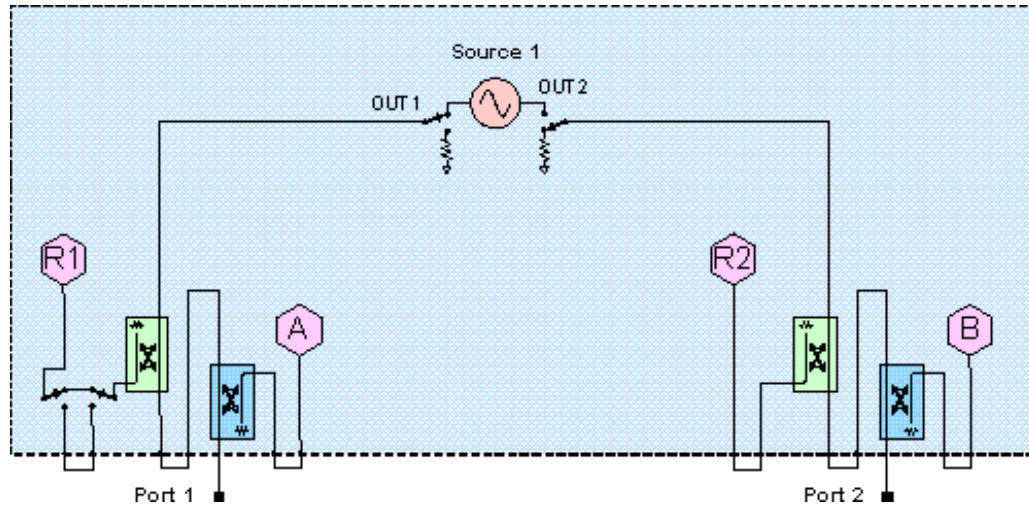 Source 1
OUT 1
OUT 2
R1
R2
A
B
Port 1
Port 2